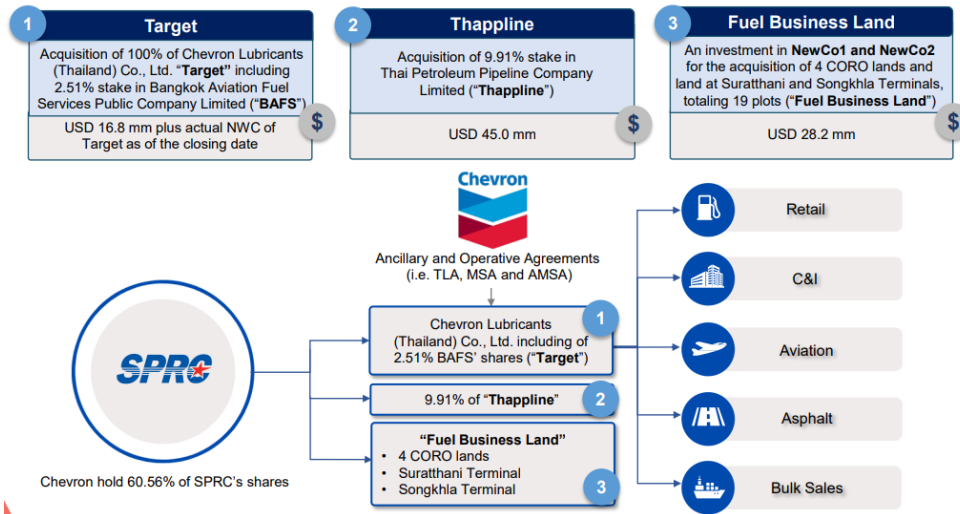 1
Target
Acquisition of 100% of Chevron Lubricants
(Thailand) Co., Ltd. “Target” including
2.51% stake in Bangkok Aviation Fuel
Services Public Company Limited (“BAFS”)
$
USD 16.8 mm plus actual NWC of
Target as of the closing date
2
Thappline
Acquisition of 9.91% stake in
Thai Petroleum Pipeline Company
Limited (“Thappline”)
$
USD 45.0 mm
3
Fuel Business Land
An investment in NewCo1 and NewCo2
for the acquisition of 4 CORO lands and
land at Suratthani and Songkhla Terminals,
totaling 19 plots (“Fuel Business Land”)
$
USD 28.2 mm
Chevron
Ancillary and Operative Agreements
(i.e. TLA, MSA and AMSA)
SPRC
Chevron hold 60.56% of SPRC’s shares
1
Chevron Lubricants
(Thailand) Co., Ltd. including of
2.51% BAFS’ shares (“Target”)
9.91% of “Thappline”
2
“Fuel Business Land”
• 4 CORO lands
• Suratthani Terminal
• Songkhla Terminal
3
Retail
C&I
Aviation
Asphalt
Bulk Sales